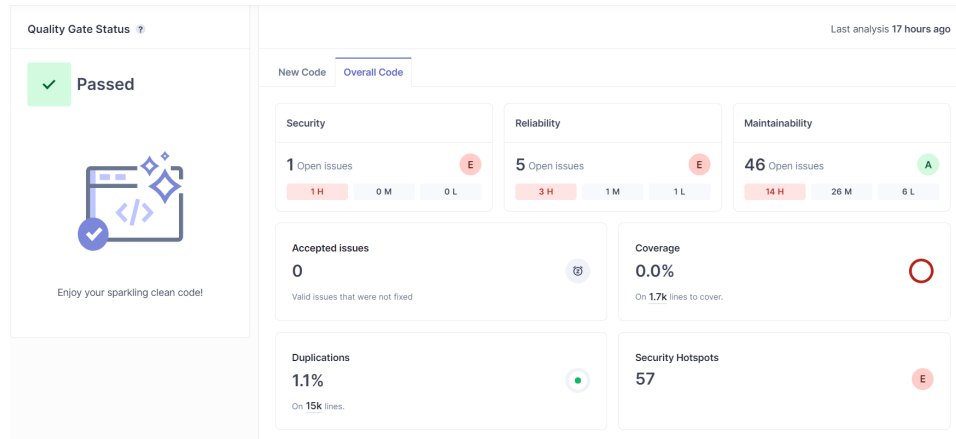 Quality Gate Status ?
Last analysis 17 hours ago
Passed
Enjoy your sparkling clean code!
New Code Overall Code
Security
1 Open issues E
1 H 0 M 0 L
Reliability
5 Open issues E
3 H 1 M 1 L
Maintainability
46 Open issues A
14 H 26 M 6 L
Accepted issues
0
Valid issues that were not fixed
Coverage
0.0%
On 1.7k lines to cover.
Duplications
1.1%
On 15k lines.
Security Hotspots
57 E